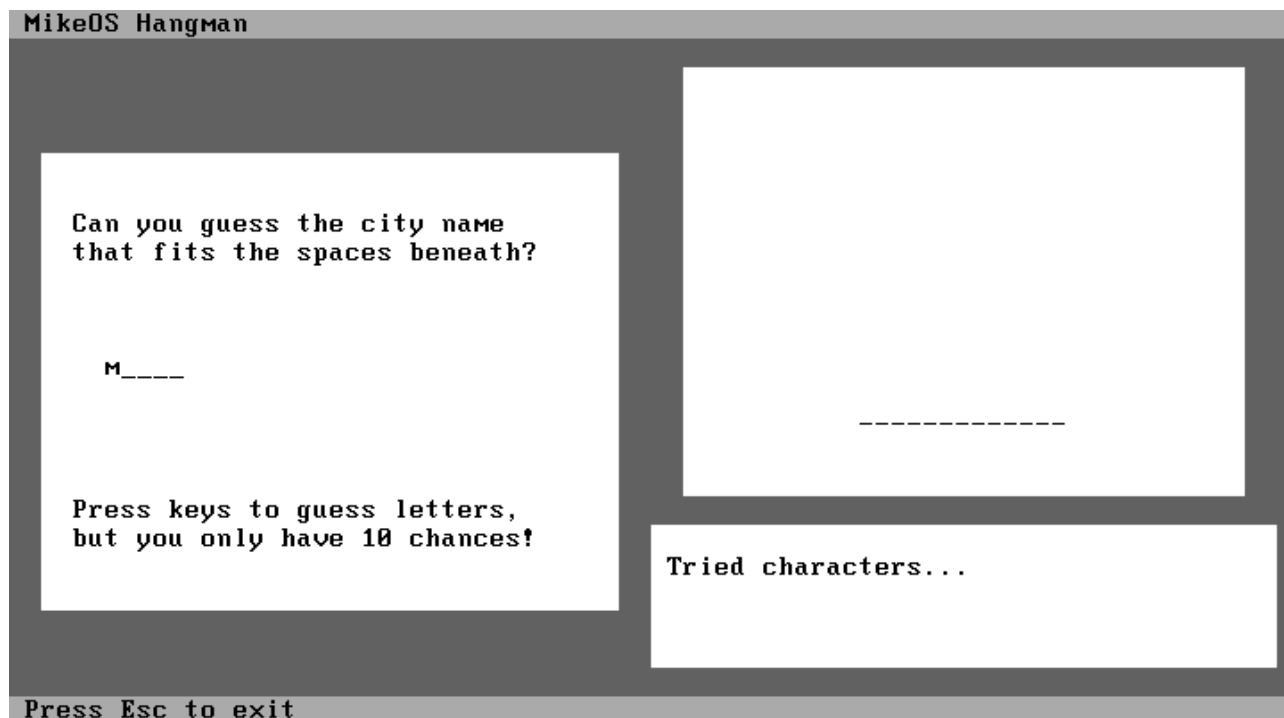 MikeOS Hangman
Can you guess the city name
that fits the spaces beneath?
M____
Press keys to guess letters,
but you only have 10 chances!
-------------
Tried characters...
Press Esc to exit